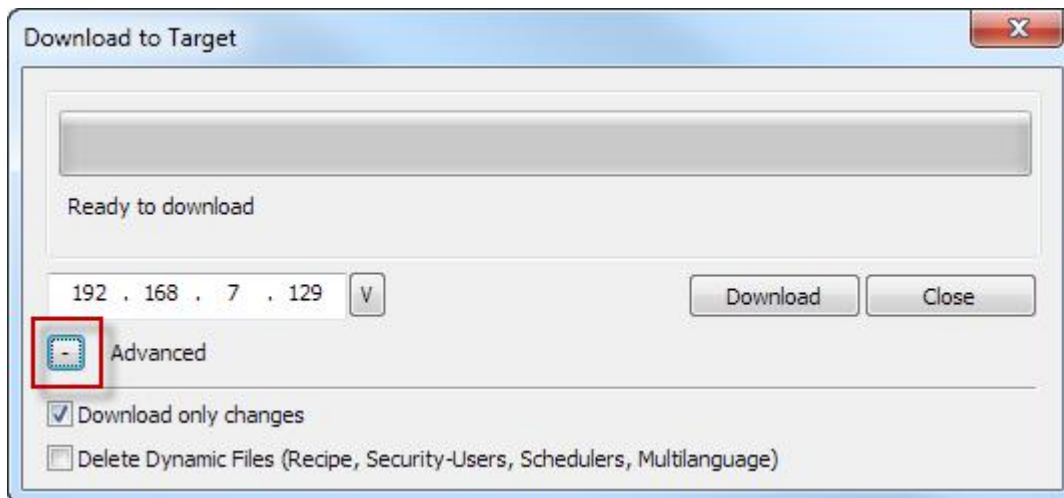 Download to Target
Ready to download
192 . 168 . 7 . 129 V Download Close
- Advanced
Download only changes
Delete Dynamic Files (Recipe, Security-Users, Schedulers, Multilanguage)